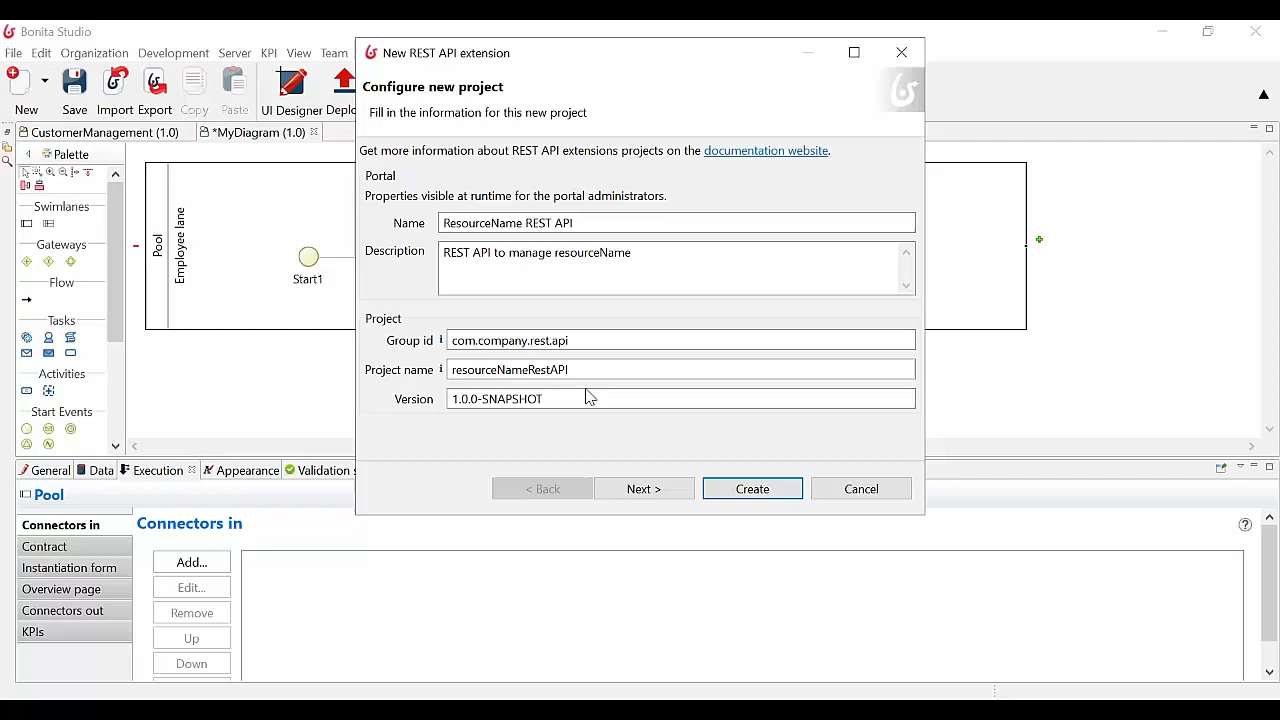 Bonita Studio
File Edit Organization Development Server KPI View Team
New Save Import Export Copy Paste UI Designer Deplo
CustomerManagement (1.0) *MyDiagram (1.0)
Palette
Swimlanes
Gateways
Flow
Tasks
Activities
Start Events
Pool
Employee lane
Start1
New REST API extension
Configure new project
Fill in the information for this new project
Get more information about REST API extensions projects on the documentation website.
Portal
Properties visible at runtime for the portal administrators.
Name ResourceName REST API
Description REST API to manage resourceName
Project
Group id com.company.rest.api
Project name resourceNameRestAPI
Version 1.0.0-SNAPSHOT
< Back Next > Create Cancel
General Data Execution Appearance Validation s
Pool
Connectors in
Contract
Instantiation form
Overview page
Connectors out
KPIs
Connectors in
Add...
Edit...
Remove
Up
Down